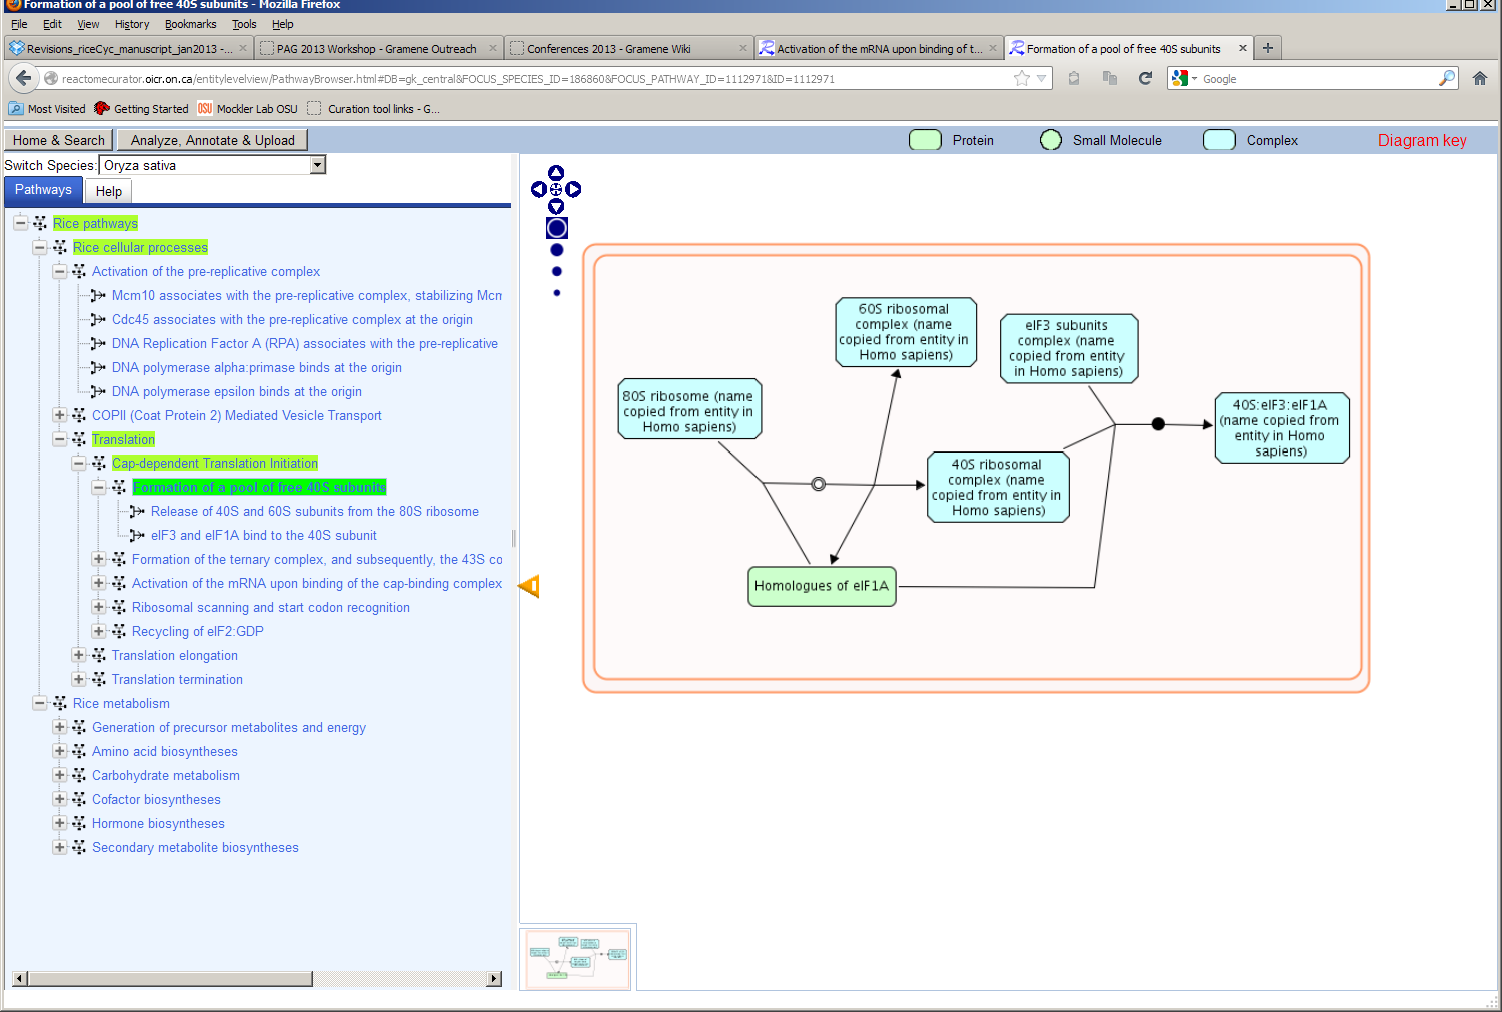 Formation of a pool of free 40S subunits - Mozilla Firefox
File Edit View History Bookmarks Tools Help
Revisions_riceCyc_manuscript_jan2013 -...
PAG 2013 Workshop - Gramene Outreach
Conferences 2013 - Gramene Wiki
Activation of the mRNA upon binding of t...
Formation of a pool of free 40S subunits
reactomecurator.oicr.on.ca/entitylevelview/PathwayBrowser.html#DB=gk_central&FOCUS_SPECIES_ID=186860&FOCUS_PATHWAY_ID=1112971&ID=1112971
Google
Most Visited
Getting Started
OSU Mockler Lab OSU
Curation tool links - G...
Home & Search
Analyze, Annotate & Upload
Protein
Small Molecule
Complex
Diagram key
Switch Species: Oryza sativa
Pathways
Help
Rice pathways
Rice cellular processes
Activation of the pre-replicative complex
Mcm10 associates with the pre-replicative complex, stabilizing Mcm
Cdc45 associates with the pre-replicative complex at the origin
DNA Replication Factor A (RPA) associates with the pre-replicative
DNA polymerase alpha:primase binds at the origin
DNA polymerase epsilon binds at the origin
COPII (Coat Protein 2) Mediated Vesicle Transport
Translation
Cap-dependent Translation Initiation
Formation of a pool of free 40S subunits
Release of 40S and 60S subunits from the 80S ribosome
eIF3 and eIF1A bind to the 40S subunit
Formation of the ternary complex, and subsequently, the 43S co
Activation of the mRNA upon binding of the cap-binding complex
Ribosomal scanning and start codon recognition
Recycling of eIF2:GDP
Translation elongation
Translation termination
Rice metabolism
Generation of precursor metabolites and energy
Amino acid biosyntheses
Carbohydrate metabolism
Cofactor biosyntheses
Hormone biosyntheses
Secondary metabolite biosyntheses
60S ribosomal
complex (name
copied from entity in
Homo sapiens)
eIF3 subunits
complex (name
copied from entity
in Homo sapiens)
80S ribosome (name
copied from entity in
Homo sapiens)
40S:eIF3:eIF1A
(name copied from
entity in Homo
sapiens)
40S ribosomal
complex (name
copied from entity in
Homo sapiens)
Homologues of eIF1A